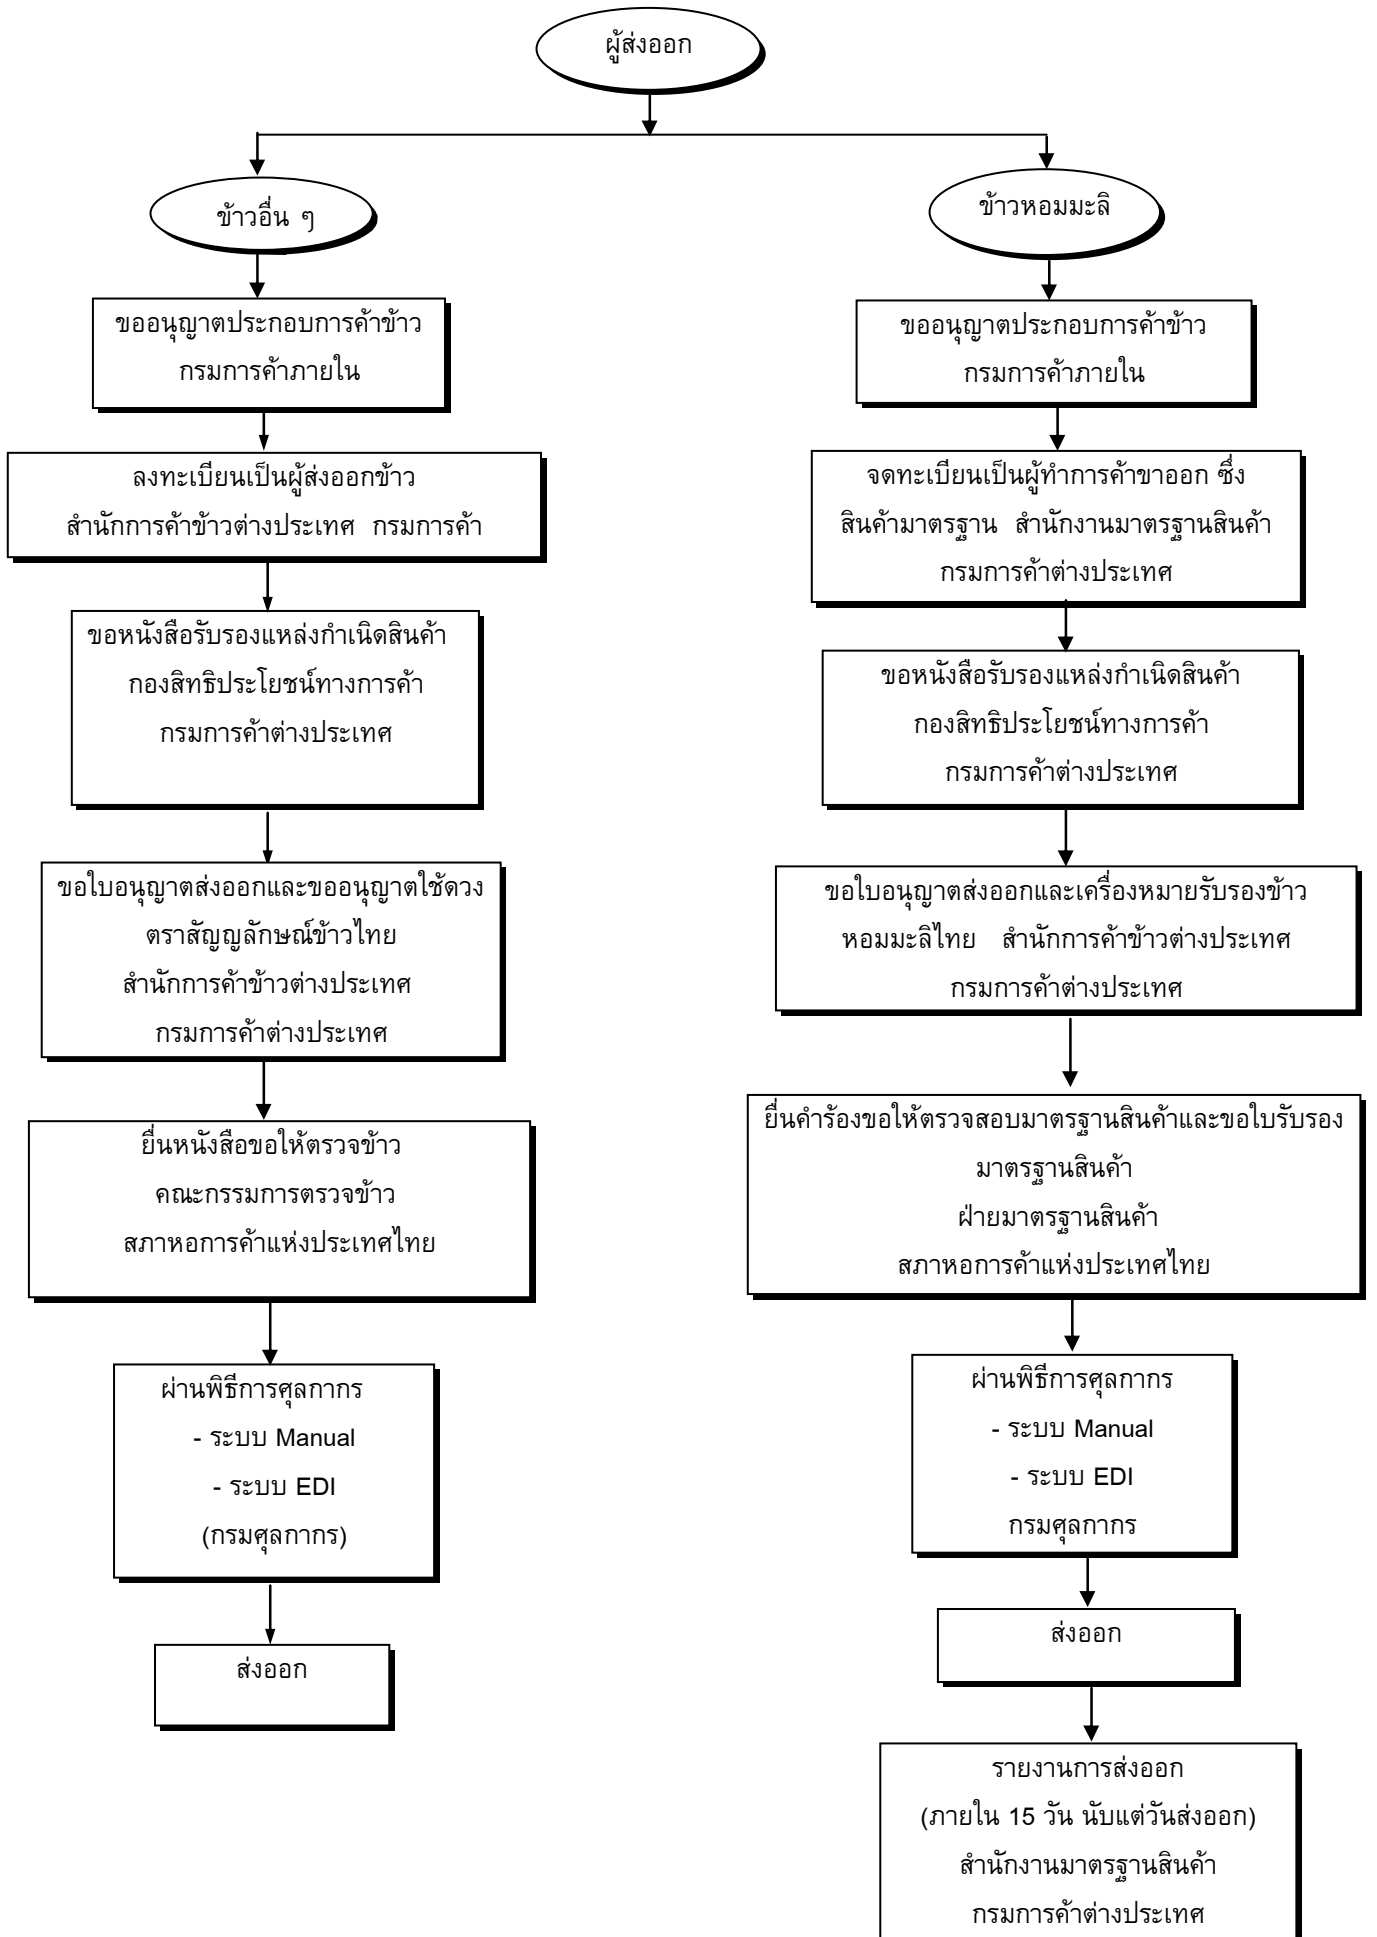 ผู้ส่งออก
ข้าวอื่น ๆ
ขออนุญาตประกอบการค้าข้าว
กรมการค้าภายใน
ลงทะเบียนเป็นผู้ส่งออกข้าว
สำนักการค้าข้าวต่างประเทศ กรมการค้า
ขอหนังสือรับรองแหล่งกำเนิดสินค้า
กองสิทธิประโยชน์ทางการค้า
กรมการค้าต่างประเทศ
ขอใบอนุญาตส่งออกและขออนุญาตใช้ดวง
ตราสัญญลักษณ์ข้าวไทย
สำนักการค้าข้าวต่างประเทศ
กรมการค้าต่างประเทศ
ยื่นหนังสือขอให้ตรวจข้าว
คณะกรรมการตรวจข้าว
สภาหอการค้าแห่งประเทศไทย
ผ่านพิธีการศุลกากร
- ระบบ Manual
- ระบบ EDI
(กรมศุลกากร)
ส่งออก
ข้าวหอมมะลิ
ขออนุญาตประกอบการค้าข้าว
กรมการค้าภายใน
จดทะเบียนเป็นผู้ทำการค้าขาออก ซึ่ง
สินค้ามาตรฐาน สำนักงานมาตรฐานสินค้า
กรมการค้าต่างประเทศ
ขอหนังสือรับรองแหล่งกำเนิดสินค้า
กองสิทธิประโยชน์ทางการค้า
กรมการค้าต่างประเทศ
ขอใบอนุญาตส่งออกและเครื่องหมายรับรองข้าว
หอมมะลิไทย สำนักการค้าข้าวต่างประเทศ
กรมการค้าต่างประเทศ
ยื่นคำร้องขอให้ตรวจสอบมาตรฐานสินค้าและขอใบรับรอง
มาตรฐานสินค้า
ฝ่ายมาตรฐานสินค้า
สภาหอการค้าแห่งประเทศไทย
ผ่านพิธีการศุลกากร
- ระบบ Manual
- ระบบ EDI
กรมศุลกากร
ส่งออก
รายงานการส่งออก
(ภายใน 15 วัน นับแต่วันส่งออก)
สำนักงานมาตรฐานสินค้า
กรมการค้าต่างประเทศ